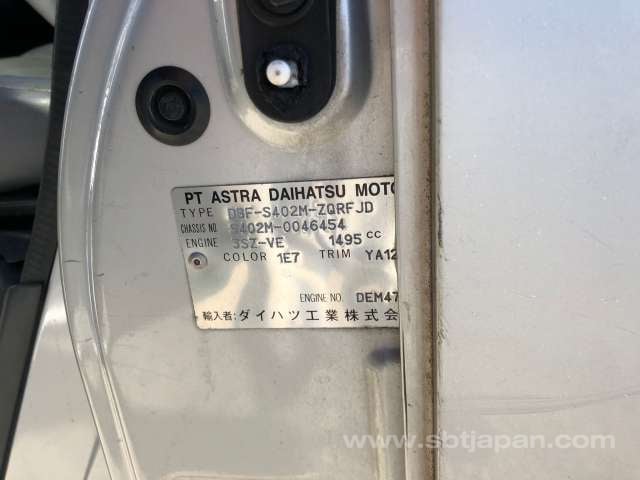 PT ASTRA DAIHATSU MOTO
TYPE DBF-S402M-ZQRFJD
CHASSIS NO S402M-0046454
ENGINE 3SZ-VE 1495 cc
COLOR 1E7 TRIM YA12
ENGINE NO. DEM47
輸入者:ダイハツ工業株式会
www.sbtjapan.com